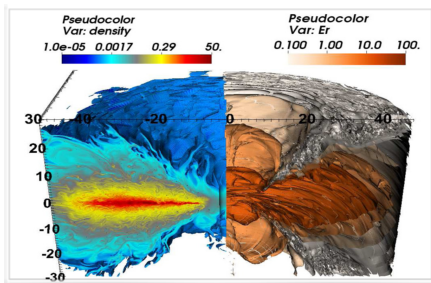 Pseudocolor
Var: density
1.0e-05 0.0017 0.29 50.
Pseudocolor
Var: Er
0.100 1.00 10.0 100.
30 -40 -20 0 20 40
20
10
0
-10
-20
-30